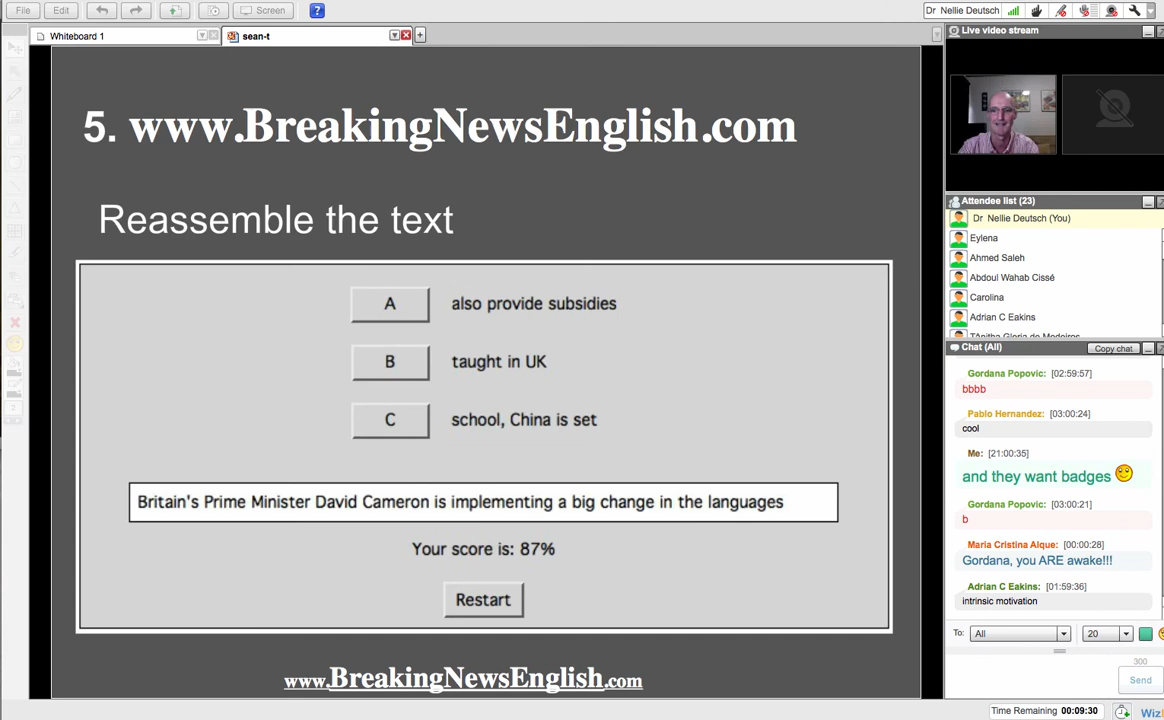 File
Edit
Screen
?
Dr Nellie Deutsch
Whiteboard 1
sean-t
Live video stream
5. www.BreakingNewsEnglish.com
Reassemble the text
A also provide subsidies
B taught in UK
C school, China is set
Britain's Prime Minister David Cameron is implementing a big change in the languages
Your score is: 87%
Restart
www.BreakingNewsEnglish.com
Attendee list (23)
Dr Nellie Deutsch (You)
Eylena
Ahmed Saleh
Abdoul Wahab Cissé
Carolina
Adrian C Eakins
Chat (All)
Copy chat
Gordana Popovic: [02:59:57]
bbbb
Pablo Hernandez: [03:00:24]
cool
Me: [21:00:35]
and they want badges
Gordana Popovic: [03:00:21]
b
Maria Cristina Alque: [00:00:28]
Gordana, you ARE awake!!!
Adrian C Eakins: [01:59:36]
intrinsic motivation
To: All 20
300
Send
Time Remaining 00:09:30
Wiz